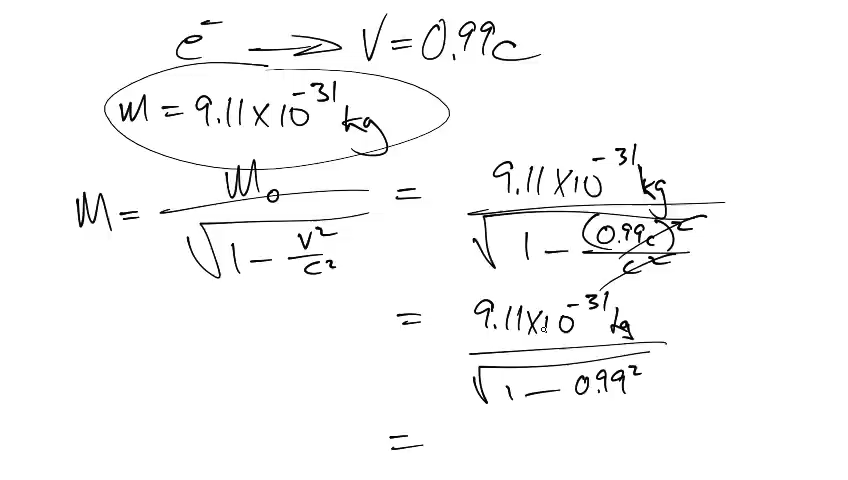 e⁻ → V = 0.99c
m = 9.11 × 10⁻³¹ kg
M = M₀ / √(1 − V²/c²) = 9.11 × 10⁻³¹ kg / √(1 − (0.99c)²/c²)
= 9.11 × 10⁻³¹ kg / √(1 − 0.99²)
=